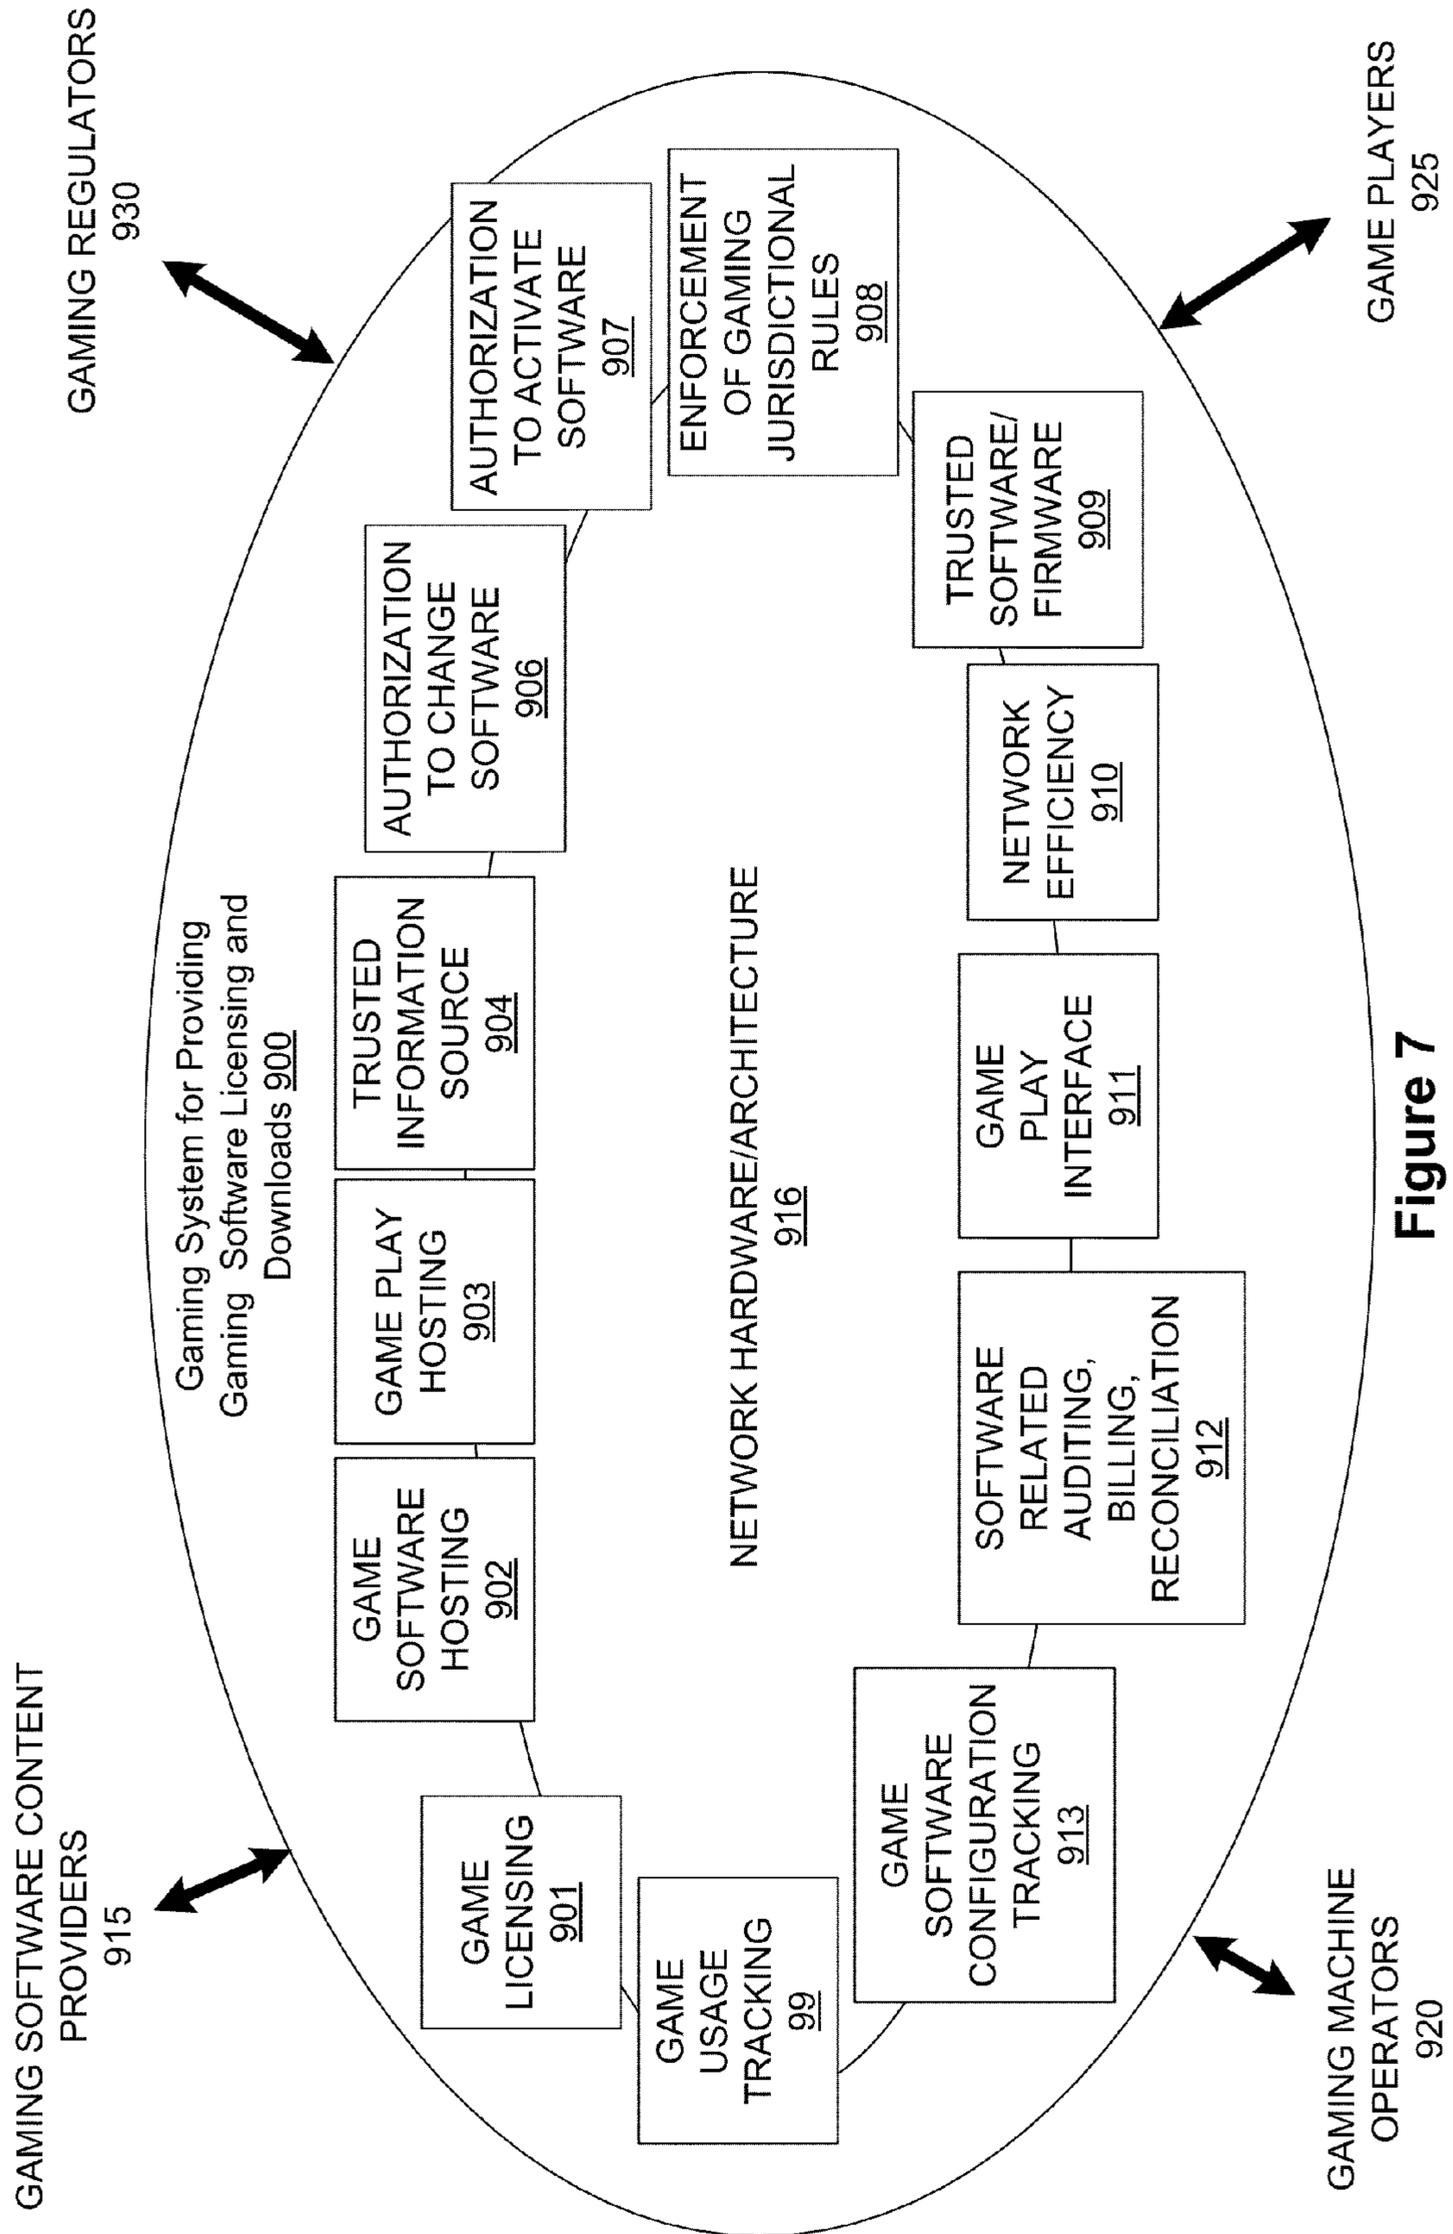 GAMING SOFTWARE CONTENT
PROVIDERS
915
GAMING REGULATORS
930
Gaming System for Providing
Gaming Software Licensing and
Downloads 900
GAME
LICENSING
901
GAME
SOFTWARE
HOSTING
902
GAME PLAY
HOSTING
903
TRUSTED
INFORMATION
SOURCE
904
AUTHORIZATION
TO CHANGE
SOFTWARE
906
AUTHORIZATION
TO ACTIVATE
SOFTWARE
907
ENFORCEMENT
OF GAMING
JURISDICTIONAL
RULES
908
NETWORK HARDWARE/ARCHITECTURE
916
GAME
USAGE
TRACKING
99
GAME
SOFTWARE
CONFIGURATION
TRACKING
913
SOFTWARE
RELATED
AUDITING,
BILLING,
RECONCILIATION
912
GAME
PLAY
INTERFACE
911
NETWORK
EFFICIENCY
910
TRUSTED
SOFTWARE/
FIRMWARE
909
GAMING MACHINE
OPERATORS
920
GAME PLAYERS
925
Figure 7